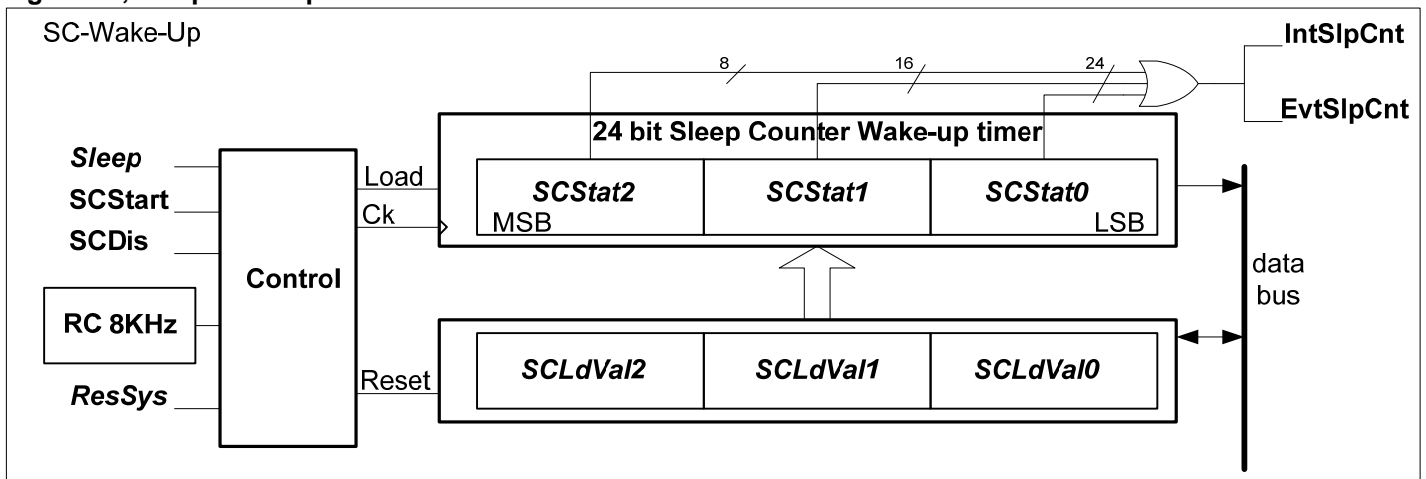 SC-Wake-Up
IntSlpCnt
8
16
24
EvtSlpCnt
24 bit Sleep Counter Wake-up timer
Sleep
SCStart
SCDis
Control
RC 8KHz
ResSys
Load
Ck
Reset
SCStat2
SCStat1
SCStat0
MSB
LSB
data
bus
SCLdVal2
SCLdVal1
SCLdVal0